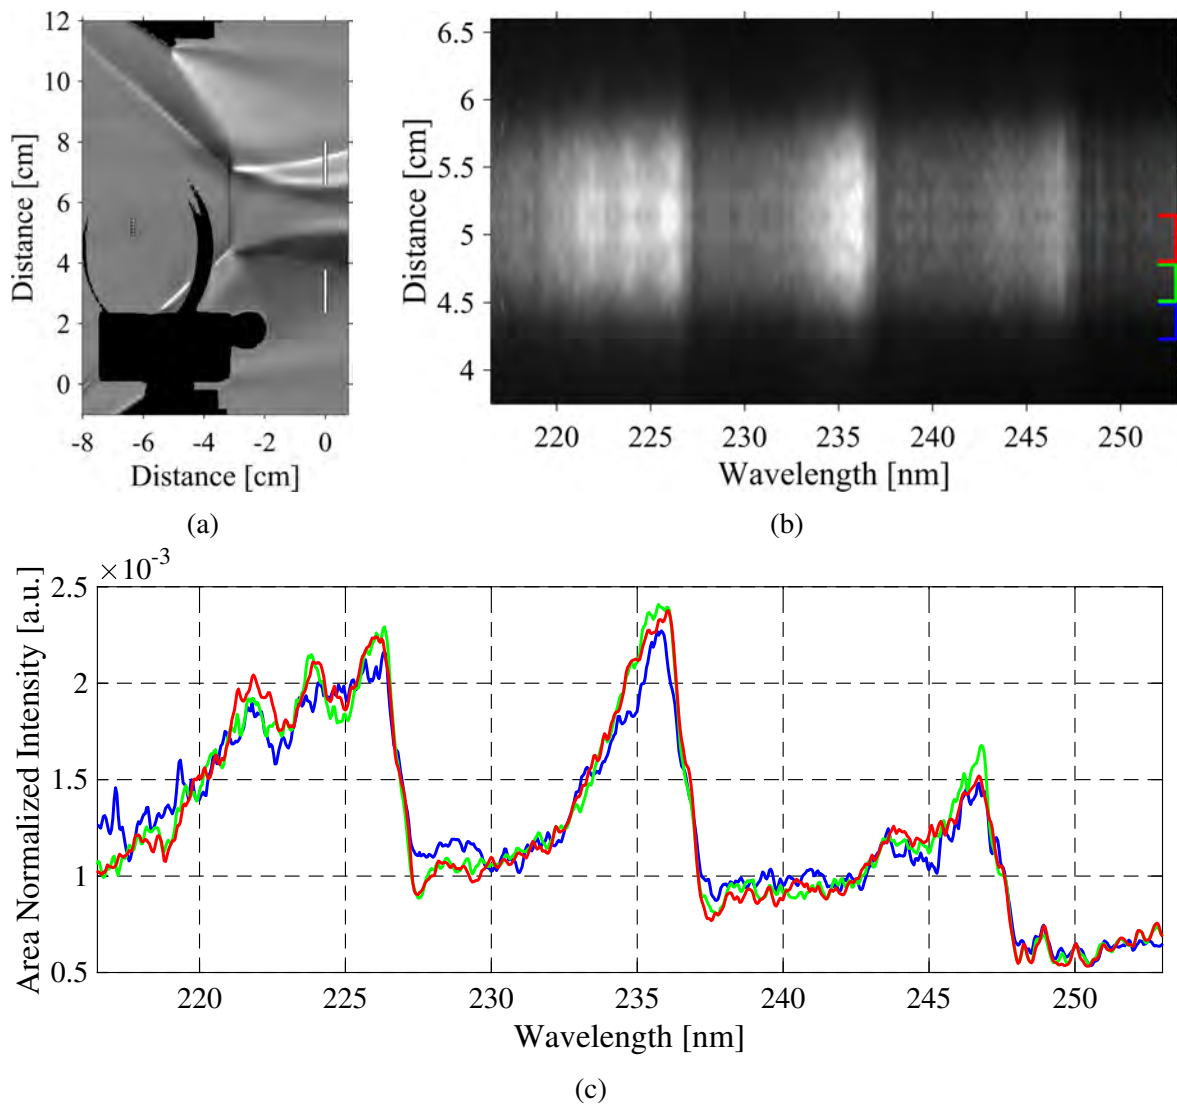 12
10
8
6
4
2
0
Distance [cm]
-8 -6 -4 -2 0
Distance [cm]
(a)
6.5
6
5.5
5
4.5
4
Distance [cm]
220 225 230 235 240 245 250
Wavelength [nm]
(b)
×10-3
2.5
2
1.5
1
0.5
Area Normalized Intensity [a.u.]
220 225 230 235 240 245 250
Wavelength [nm]
(c)